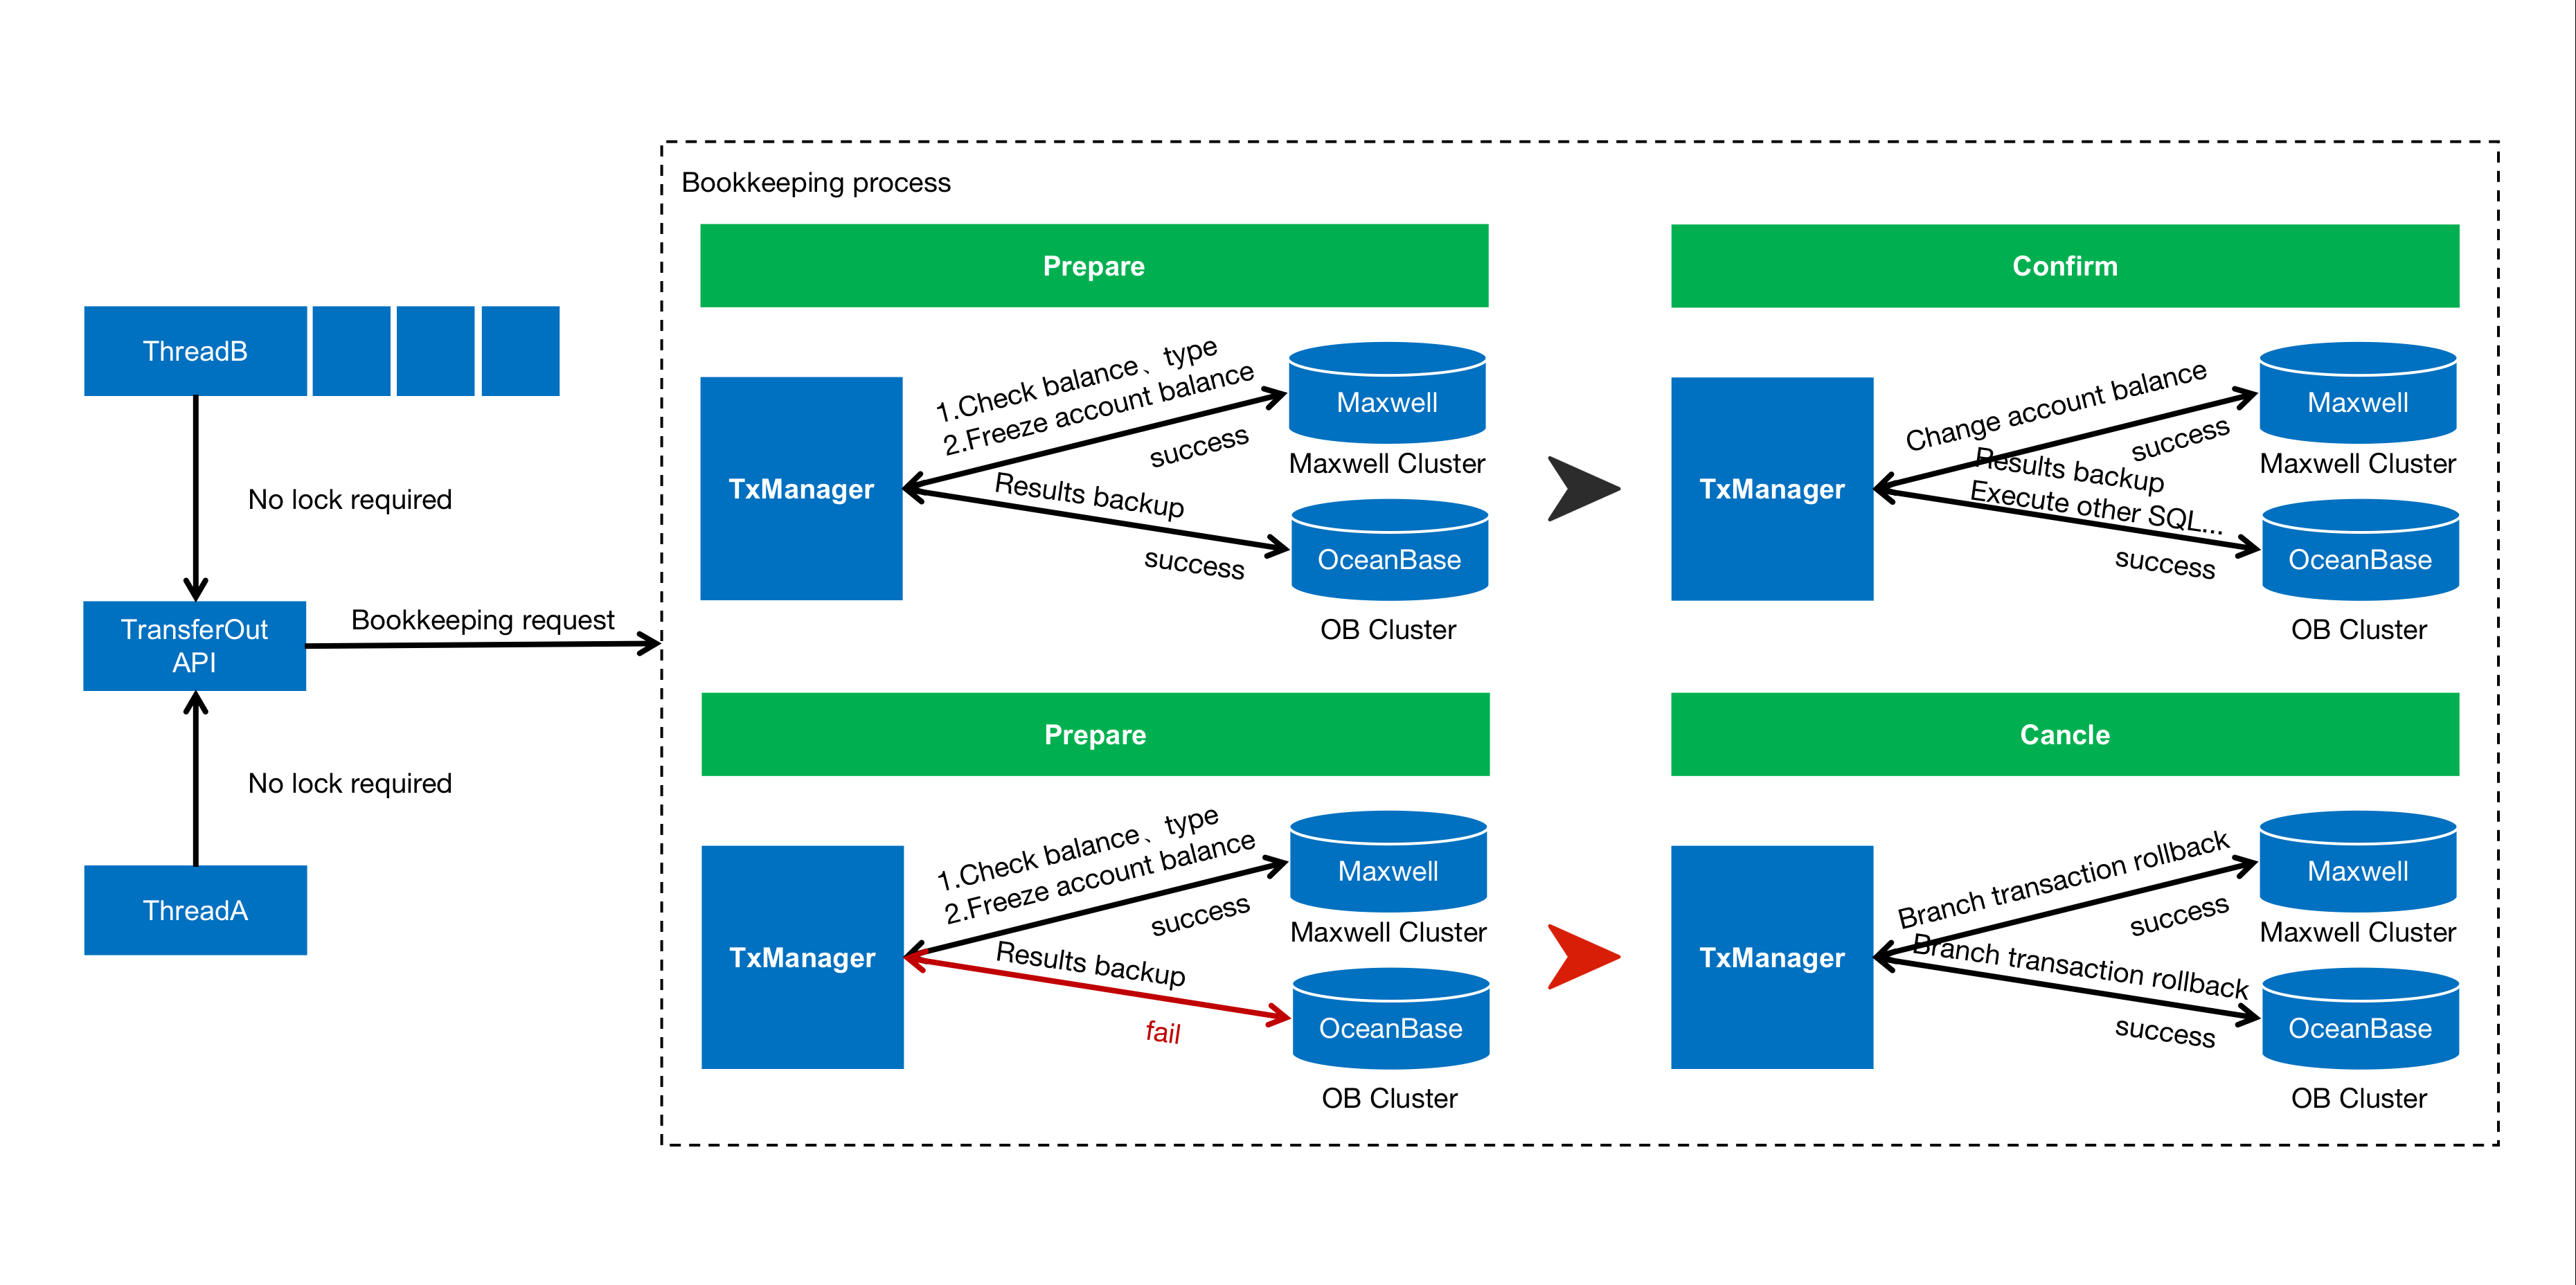 Bookkeeping process
ThreadB
No lock required
TransferOut
API
Bookkeeping request
No lock required
ThreadA
Prepare
TxManager
1.Check balance、type
2.Freeze account balance
success
Results backup
success
Maxwell
Maxwell Cluster
OceanBase
OB Cluster
Confirm
TxManager
Change account balance
success
Results backup
Execute other SQL...
success
Maxwell
Maxwell Cluster
OceanBase
OB Cluster
Prepare
TxManager
1.Check balance、type
2.Freeze account balance
success
Results backup
fail
Maxwell
Maxwell Cluster
OceanBase
OB Cluster
Cancle
TxManager
Branch transaction rollback
success
Branch transaction rollback
success
Maxwell
Maxwell Cluster
OceanBase
OB Cluster